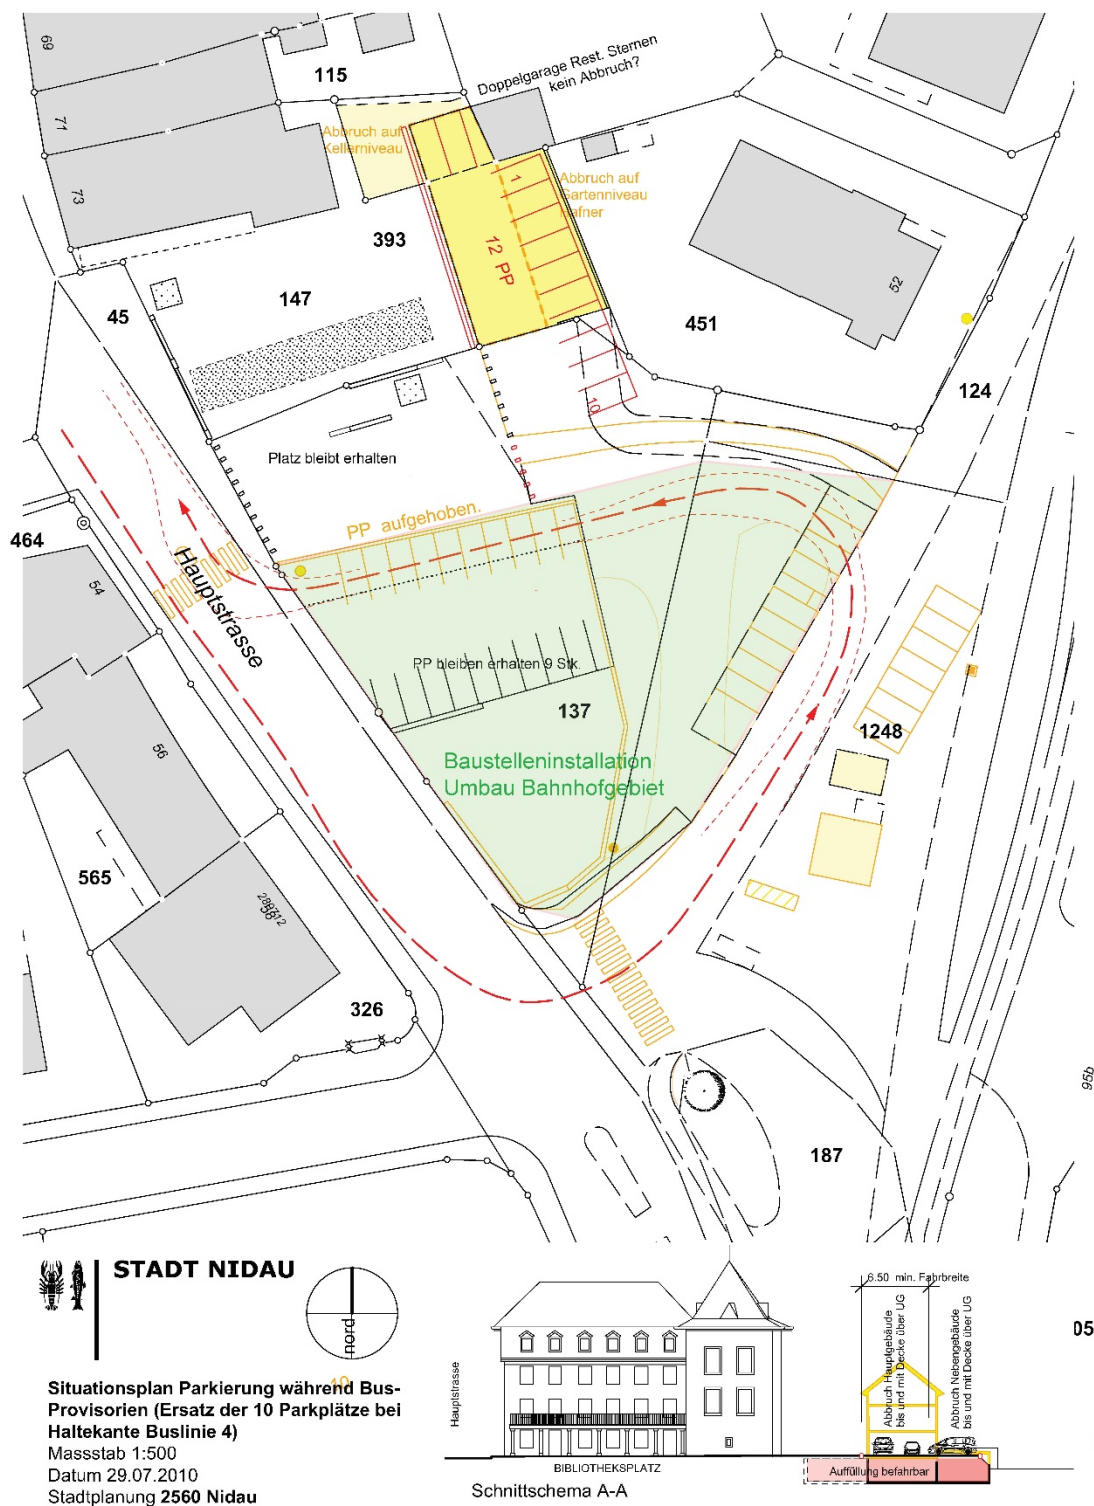 69
115
Doppelgarage Rest. Sternen
kein Abbruch?
71
Abbruch auf
Kellerniveau
73
1
Abbruch auf
Gartenniveau
Hafner
393
12 PP
52
147
45
451
124
10
Platz bleibt erhalten
PP aufgehoben.
464
Hauptstrasse
54
PP bleiben erhalten 9 Stk.
137
1248
56
Baustelleninstallation
Umbau Bahnhofgebiet
565
58
326
95b
187
STADT NIDAU
nord
10
Situationsplan Parkierung während Bus-
Provisorien (Ersatz der 10 Parkplätze bei
Haltekante Buslinie 4)
Massstab 1:500
Datum 29.07.2010
Stadtplanung 2560 Nidau
Hauptstrasse
BIBLIOTHEKSPLATZ
Schnittschema A-A
6.50 min. Fahrbreite
Abbruch Hauptgebäude
bis und mit Decke über UG
Abbruch Nebengebäude
bis und mit Decke über UG
Auffüllung befahrbar
05